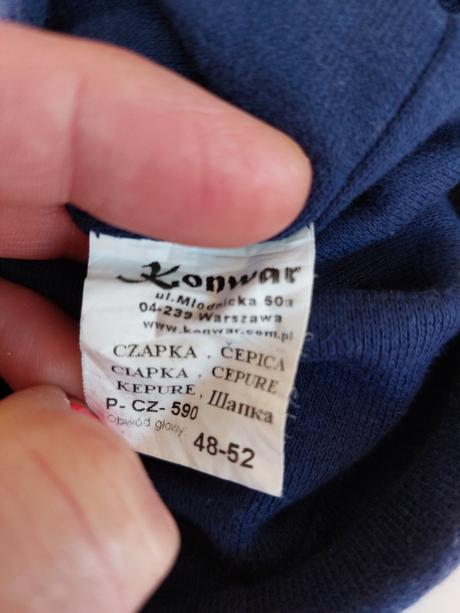 Konwar
ul.Młodnicka 50a
04-239 Warszawa
www.konwar.com.pl
CZAPKA , ČEPICA
CIAPKA , CEPURE
KEPURE , Шапка
P-CZ-590
Obwód głowy
48-52